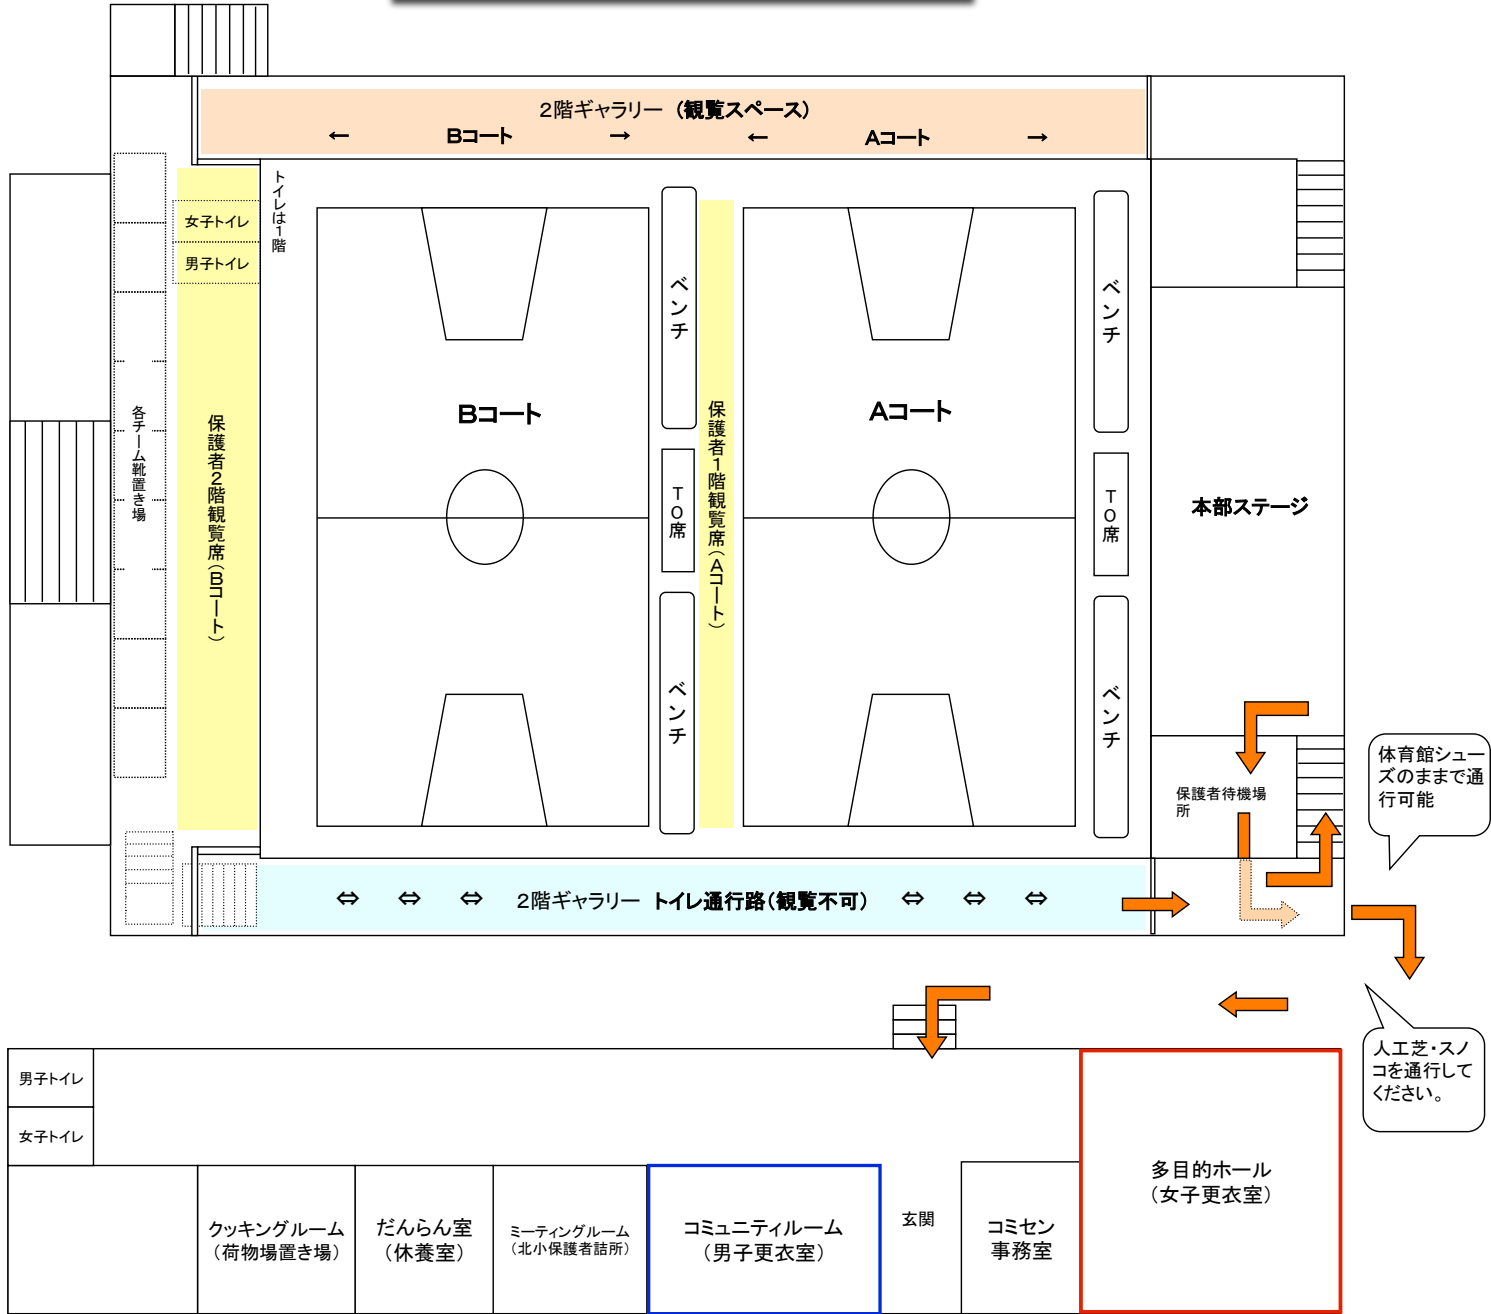 2階ギャラリー (観覧スペース)
← Bコート → ← Aコート →
トイレは1階
女子トイレ
男子トイレ
各チーム靴置き場
保護者2階観覧席(Bコート)
Bコート
ベンチ
TO席
ベンチ
保護者1階観覧席(Aコート)
Aコート
ベンチ
TO席
ベンチ
本部ステージ
保護者待機場
所
体育館シュー
ズのままで通
行可能
⇔ ⇔ ⇔ 2階ギャラリー トイレ通行路(観覧不可) ⇔ ⇔ ⇔
人工芝・スノ
コを通行して
ください。
男子トイレ
女子トイレ
クッキングルーム
(荷物場置き場)
だんらん室
(休養室)
ミーティングルーム
(北小保護者詰所)
コミュニティルーム
(男子更衣室)
玄関
コミセン
事務室
多目的ホール
(女子更衣室)